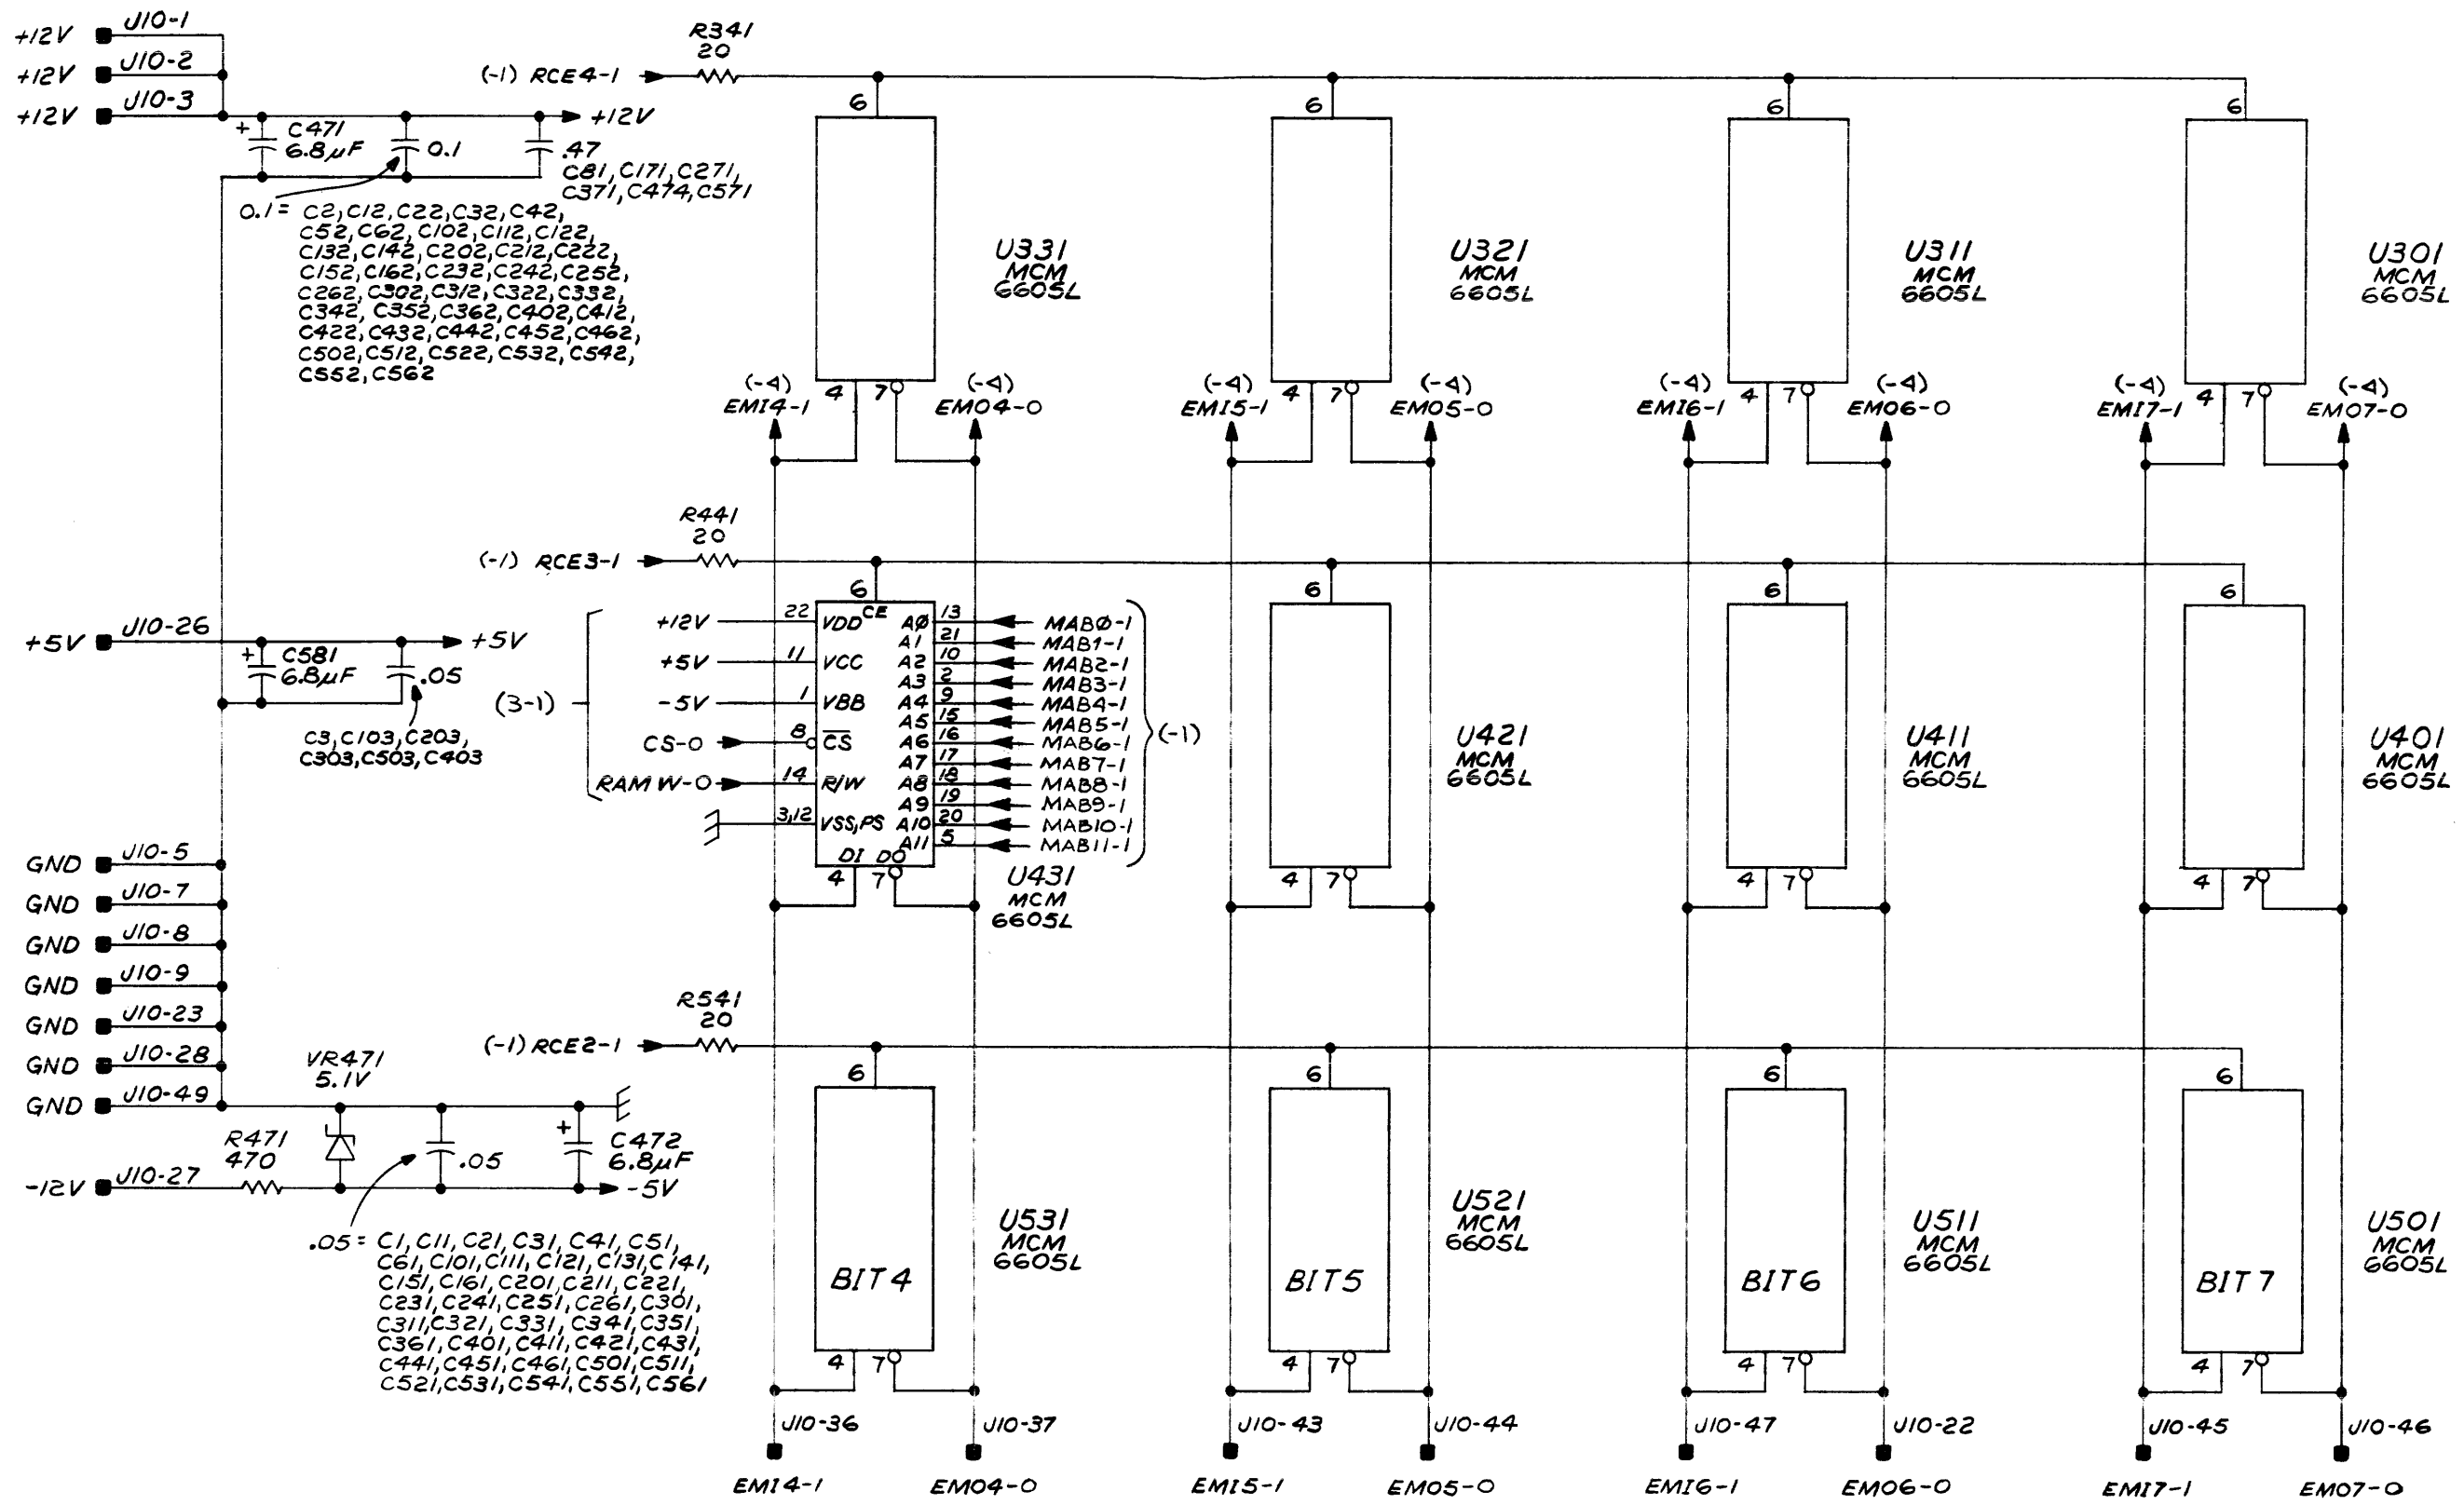 +12V J10-1
+12V J10-2
+12V J10-3
+ C471
6.8µF
0.1
.47
+12V
C81, C171, C271,
C371, C474, C571
0.1 = C2, C12, C22, C32, C42,
C52, C62, C102, C112, C122,
C132, C142, C202, C212, C222,
C152, C162, C232, C242, C252,
C262, C302, C312, C322, C332,
C342, C352, C362, C402, C412,
C422, C432, C442, C452, C462,
C502, C512, C522, C532, C542,
C552, C562
R341
20
(-1) RCE4-1
6 6 6 6
U331
MCM
6605L
U321
MCM
6605L
U311
MCM
6605L
U301
MCM
6605L
(-4)
EMI4-1
4 7
(-4)
EMO4-0
(-4)
EMI5-1
4 7
(-4)
EMO5-0
(-4)
EMI6-1
4 7
(-4)
EMO6-0
(-4)
EMI7-1
4 7
(-4)
EMO7-0
R441
20
(-1) RCE3-1
6 6 6 6
+5V J10-26
+ C581
6.8µF
.05
+5V
C3, C103, C203,
C303, C503, C403
(3-1)
+12V 22 VDD
+5V 11 VCC
-5V 1 VBB
CS-0 8 CS
RAM W-0 14 R/W
3,12 VSS, PS
CE
A0 13 MAB0-1
A1 21 MAB1-1
A2 10 MAB2-1
A3 2 MAB3-1
A4 9 MAB4-1
A5 15 MAB5-1
A6 16 MAB6-1
A7 17 MAB7-1
A8 18 MAB8-1
A9 19 MAB9-1
A10 20 MAB10-1
A11 5 MAB11-1
(-1)
DI DO
4 7
U431
MCM
6605L
U421
MCM
6605L
4 7
U411
MCM
6605L
4 7
U401
MCM
6605L
4 7
GND J10-5
GND J10-7
GND J10-8
GND J10-9
GND J10-23
GND J10-28
GND J10-49
VR471
5.1V
R471
470
.05
+ C472
6.8µF
-12V J10-27
-5V
.05 = C1, C11, C21, C31, C41, C51,
C61, C101, C111, C121, C131, C141,
C151, C161, C201, C211, C221,
C231, C241, C251, C261, C301,
C311, C321, C331, C341, C351,
C361, C401, C411, C421, C431,
C441, C451, C461, C501, C511,
C521, C531, C541, C551, C561
R541
20
(-1) RCE2-1
6 6 6 6
BIT 4
U531
MCM
6605L
BIT 5
U521
MCM
6605L
BIT 6
U511
MCM
6605L
BIT 7
U501
MCM
6605L
4 7 4 7 4 7 4 7
J10-36 J10-37 J10-43 J10-44 J10-47 J10-22 J10-45 J10-46
EMI4-1 EMO4-0 EMI5-1 EMO5-0 EMI6-1 EMO6-0 EMI7-1 EMO7-0